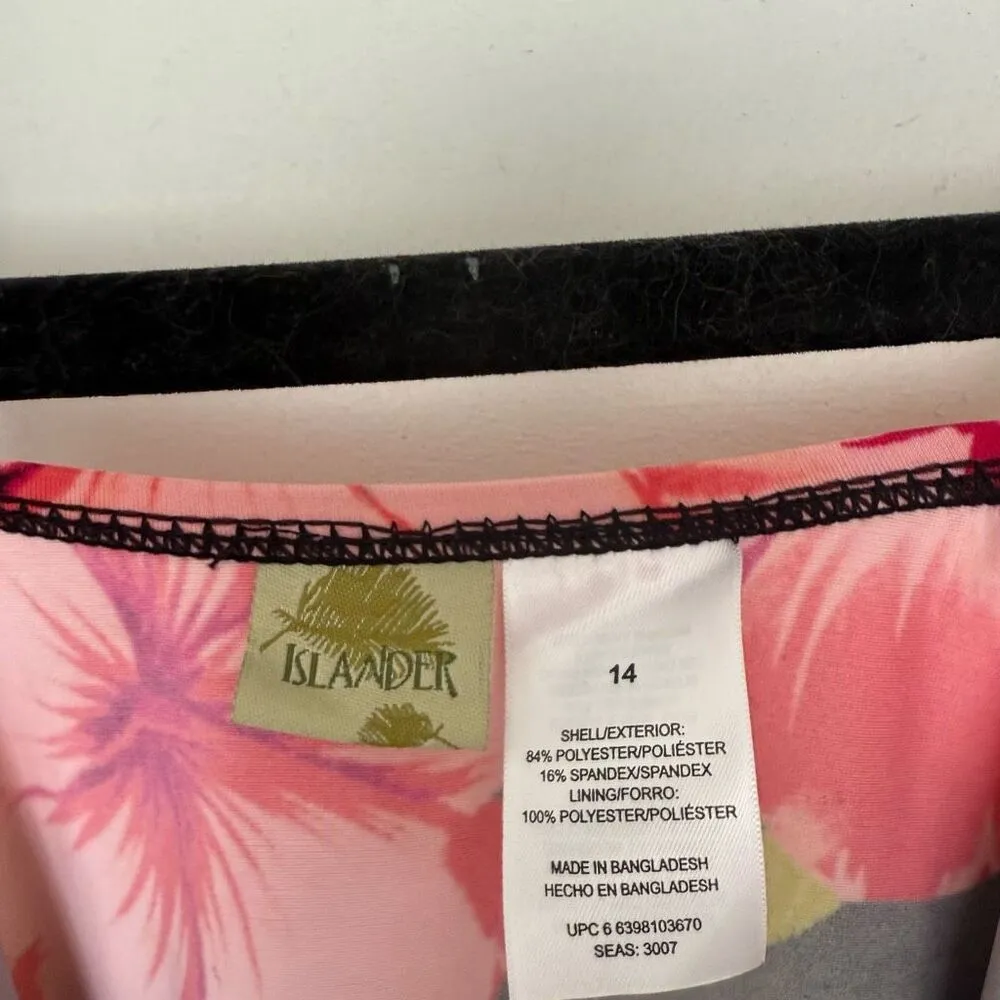 ISLANDER
14
SHELL/EXTERIOR:
84% POLYESTER/POLIÉSTER
16% SPANDEX/SPANDEX
LINING/FORRO:
100% POLYESTER/POLIÉSTER
MADE IN BANGLADESH
HECHO EN BANGLADESH
UPC 6 6398103670
SEAS: 3007